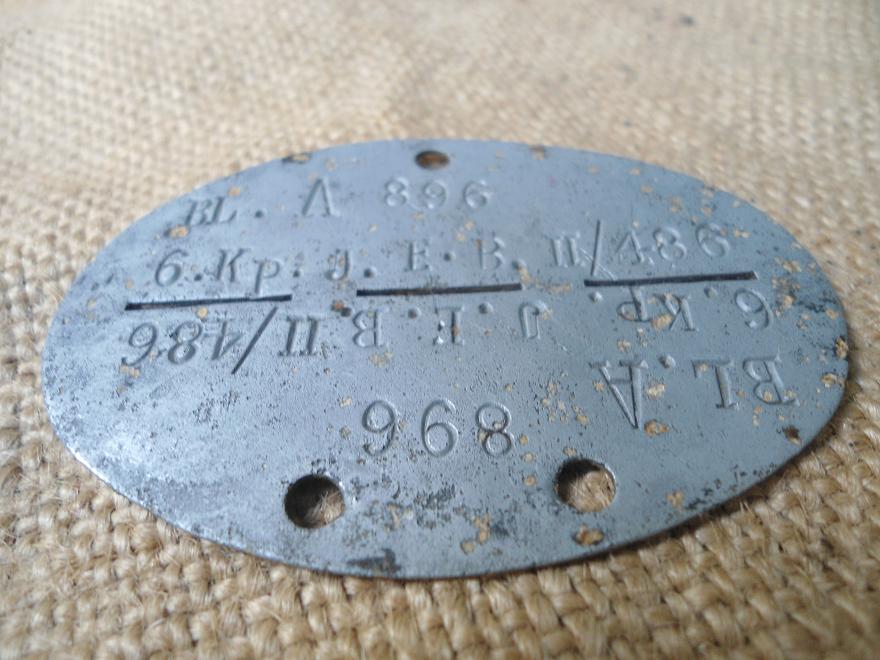 BL. A 896
6.Kp. J. E. B. II/486
6. KP. J.E.B. II/486
BL.A.
896